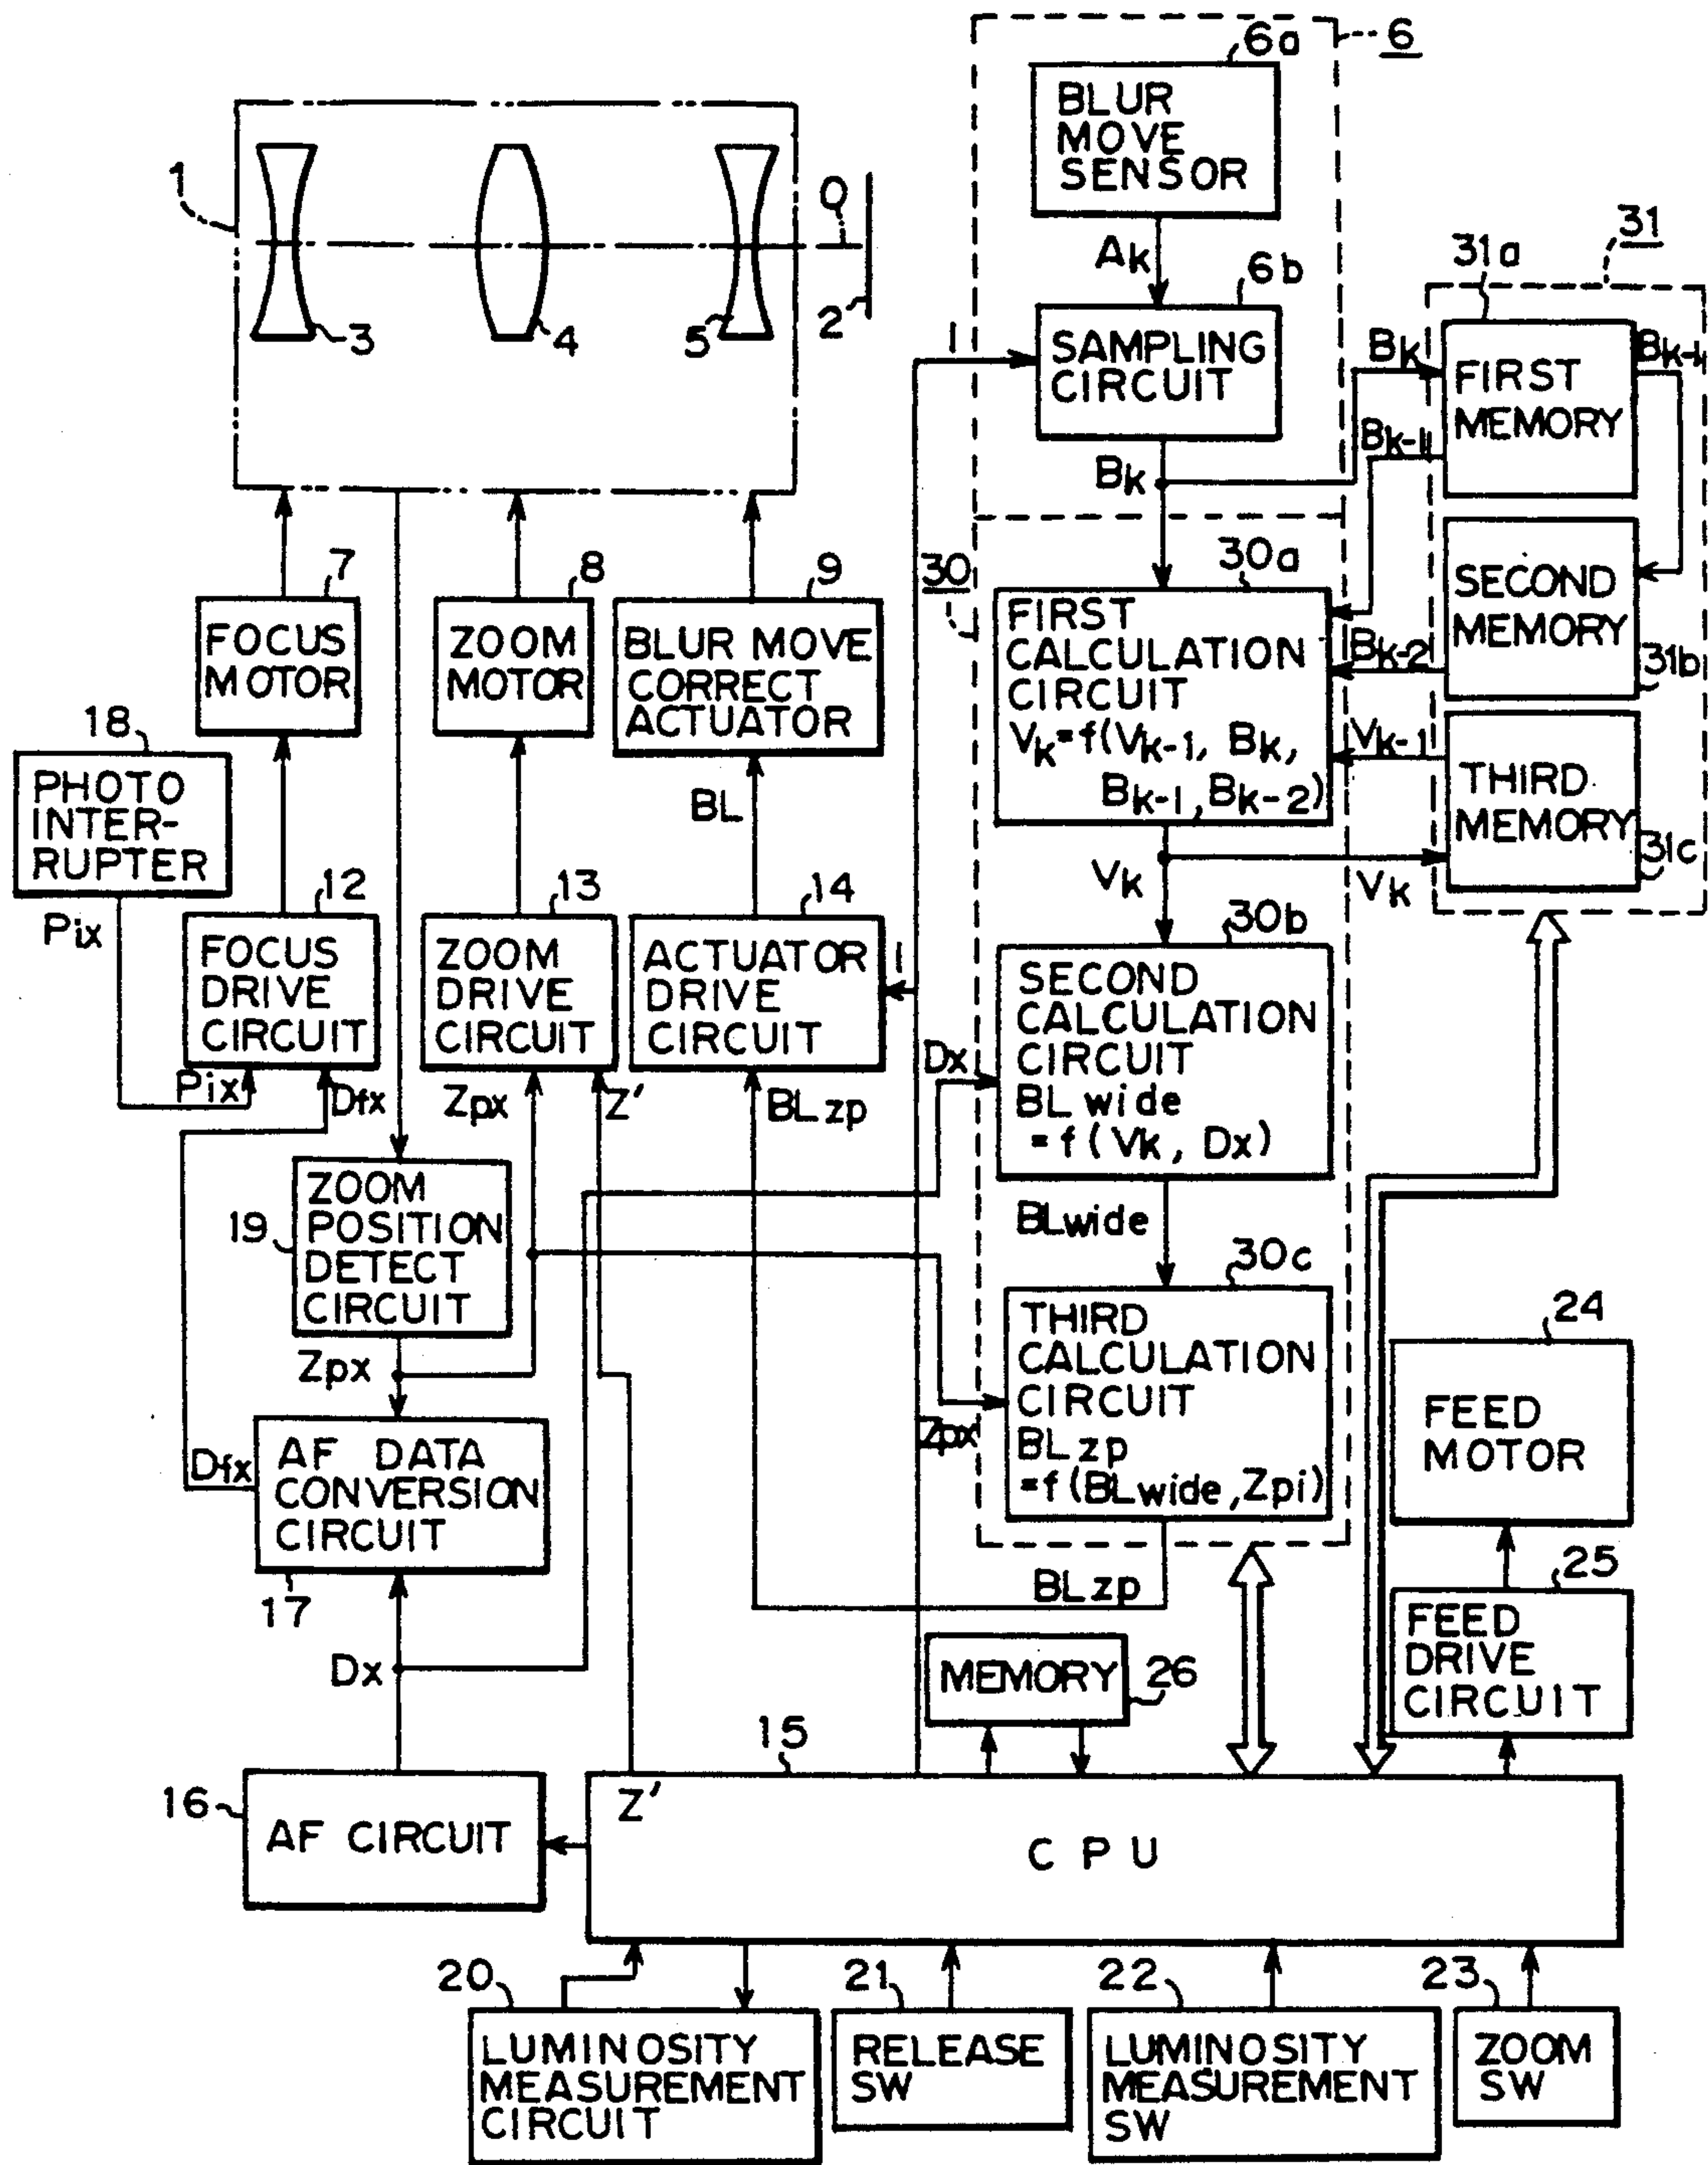 6
6a
BLUR
MOVE
SENSOR
1
Q
3
4
5
2
Ak
6b
31
31a
I
SAMPLING
CIRCUIT
Bk
Bk-1
FIRST
MEMORY
Bk-1
Bk
7
8
9
30
30a
FOCUS
MOTOR
ZOOM
MOTOR
BLUR MOVE
CORRECT
ACTUATOR
FIRST
CALCULATION
CIRCUIT
Vk=f(Vk-1, Bk,
Bk-1, Bk-2)
SECOND
MEMORY
31b
Bk-2
Vk-1
THIRD
MEMORY
31c
18
PHOTO
INTER-
RUPTER
BL
Vk
Vk
Pix
12
13
14
30b
FOCUS
DRIVE
CIRCUIT
ZOOM
DRIVE
CIRCUIT
ACTUATOR
DRIVE
CIRCUIT
I
SECOND
CALCULATION
CIRCUIT
BLwide
=f(Vk, Dx)
Dx
Pix
Dfx
Zpx
Z'
BLzp
19
ZOOM
POSITION
DETECT
CIRCUIT
BLwide
30c
THIRD
CALCULATION
CIRCUIT
BLzp
=f(BLwide,Zpi)
24
FEED
MOTOR
Zpx
Zpx
Dfx
AF DATA
CONVERSION
CIRCUIT
17
BLzp
25
FEED
DRIVE
CIRCUIT
Dx
MEMORY
26
15
16
AF CIRCUIT
Z'
CPU
20
21
22
23
LUMINOSITY
MEASUREMENT
CIRCUIT
RELEASE
SW
LUMINOSITY
MEASUREMENT
SW
ZOOM
SW